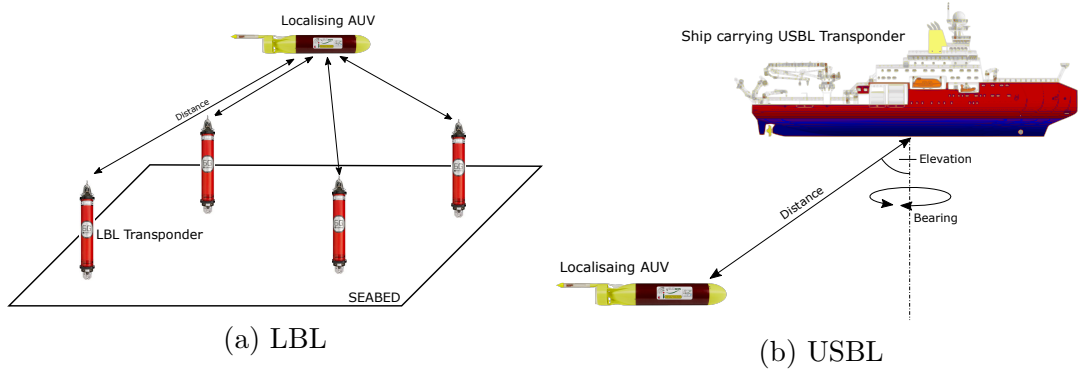 Localising AUV
Distance
LBL Transponder
SEABED
(a) LBL
Ship carrying USBL Transponder
Elevation
Bearing
Distance
Localisaing AUV
(b) USBL